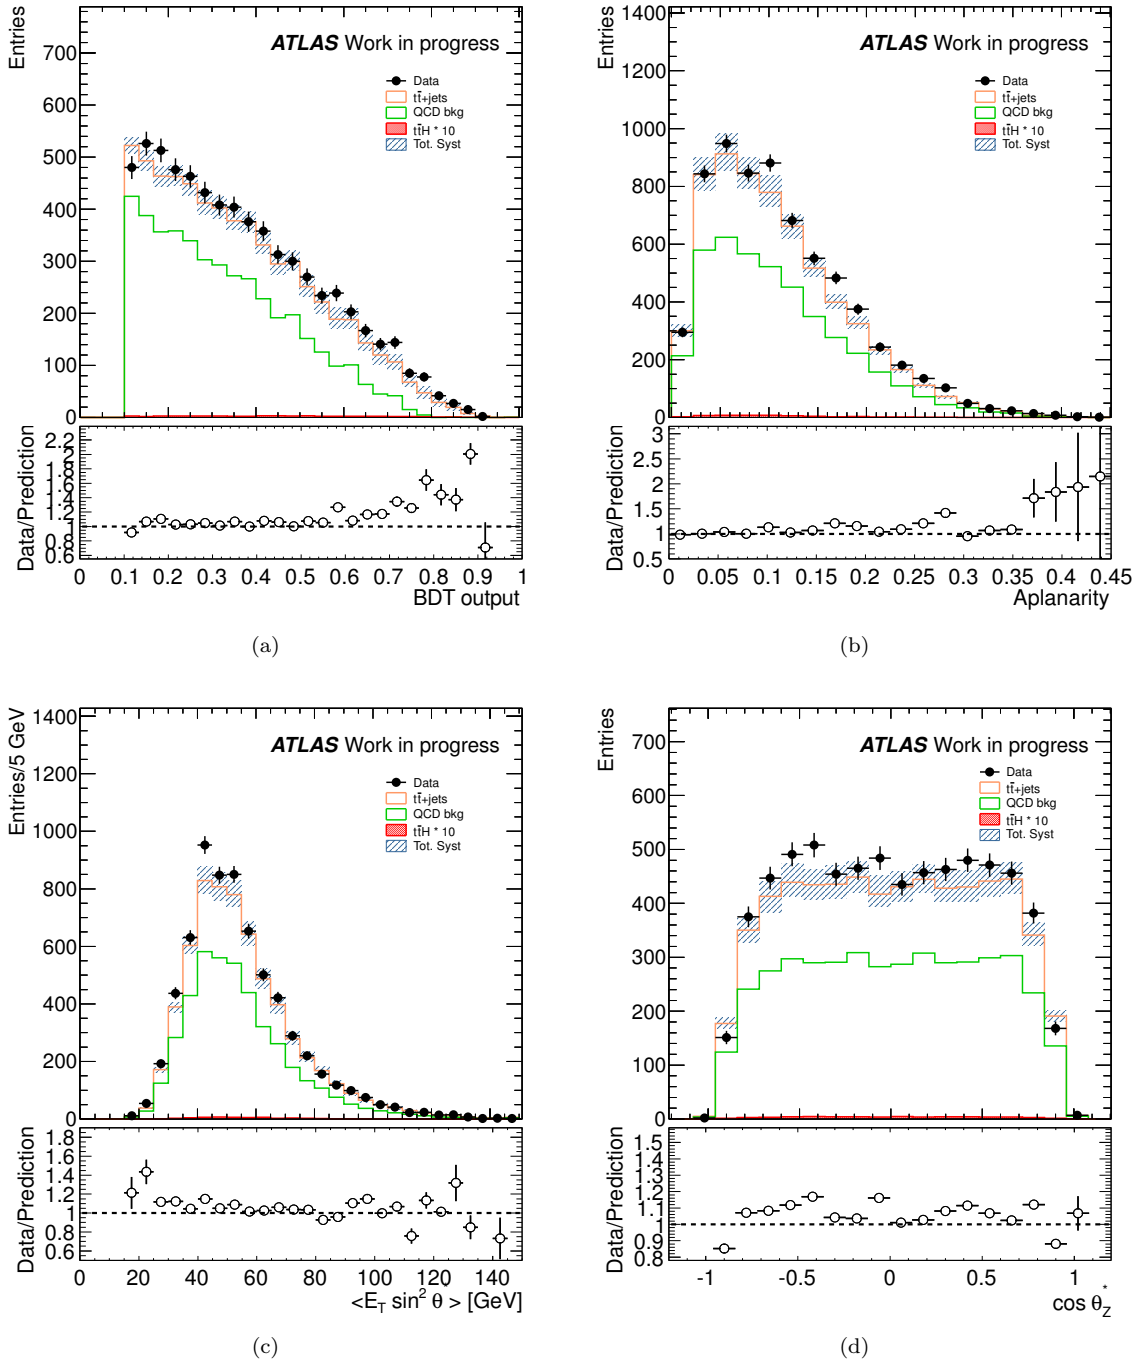 ATLAS Work in progress
Entries
700
600
500
400
300
200
100
0
Data
tt̄+jets
QCD bkg
tt̄H * 10
Tot. Syst
Data/Prediction
2.2
2
1.8
1.6
1.4
1.2
1
0.8
0.6
0 0.1 0.2 0.3 0.4 0.5 0.6 0.7 0.8 0.9 1
BDT output
(a)
ATLAS Work in progress
Entries
1400
1200
1000
800
600
400
200
0
Data
tt̄+jets
QCD bkg
tt̄H * 10
Tot. Syst
Data/Prediction
3
2.5
2
1.5
1
0.5
0 0.05 0.1 0.15 0.2 0.25 0.3 0.35 0.4 0.45
Aplanarity
(b)
ATLAS Work in progress
Entries/5 GeV
1400
1200
1000
800
600
400
200
0
Data
tt̄+jets
QCD bkg
tt̄H * 10
Tot. Syst
Data/Prediction
1.8
1.6
1.4
1.2
1
0.8
0.6
0 20 40 60 80 100 120 140
<E_T sin² θ > [GeV]
(c)
ATLAS Work in progress
Entries
700
600
500
400
300
200
100
0
Data
tt̄+jets
QCD bkg
tt̄H * 10
Tot. Syst
Data/Prediction
1.5
1.4
1.3
1.2
1.1
1
0.9
0.8
-1 -0.5 0 0.5 1
cos θ_Z^*
(d)